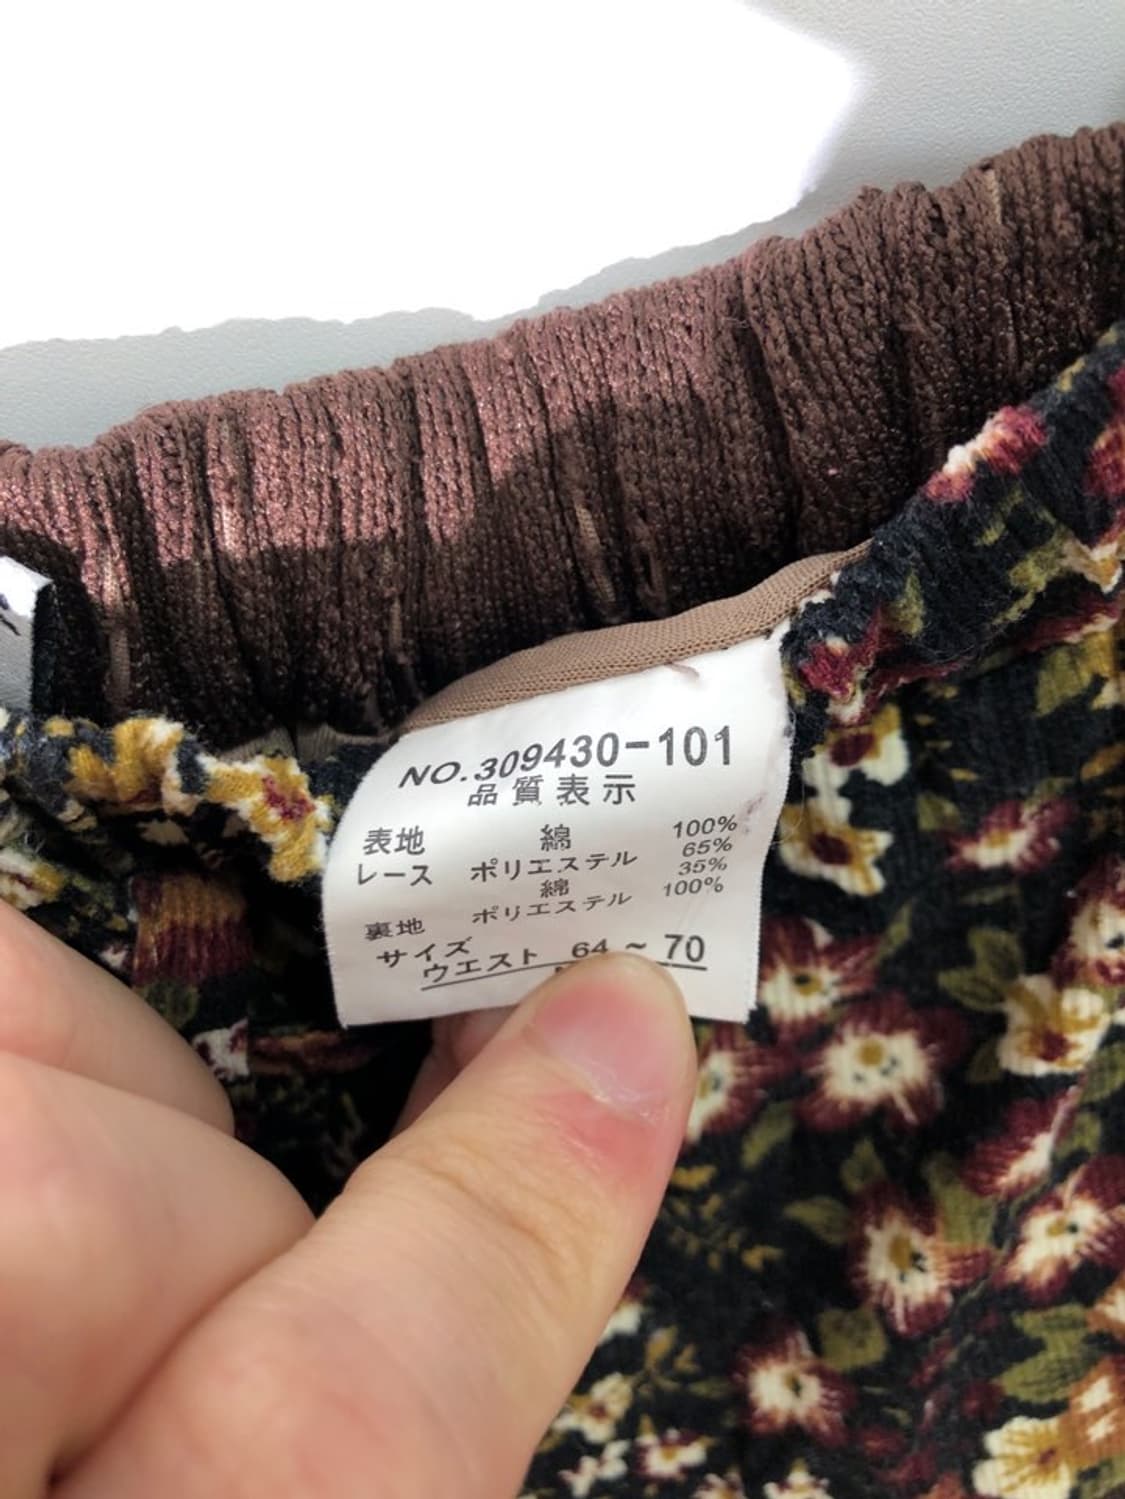 NO.309430-101
品質表示
表地 綿 100%
レース ポリエステル 65%
綿 35%
裏地 ポリエステル 100%
サイズ
ウエスト 64~70